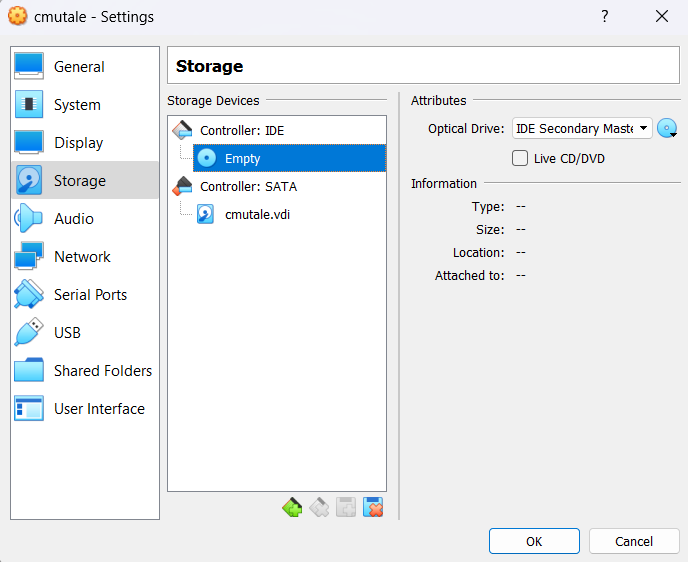 cmutale - Settings
?
General
System
Display
Storage
Audio
Network
Serial Ports
USB
Shared Folders
User Interface
Storage
Storage Devices
Controller: IDE
Empty
Controller: SATA
cmutale.vdi
Attributes
Optical Drive: IDE Secondary Maste
Live CD/DVD
Information
Type: --
Size: --
Location: --
Attached to: --
OK
Cancel